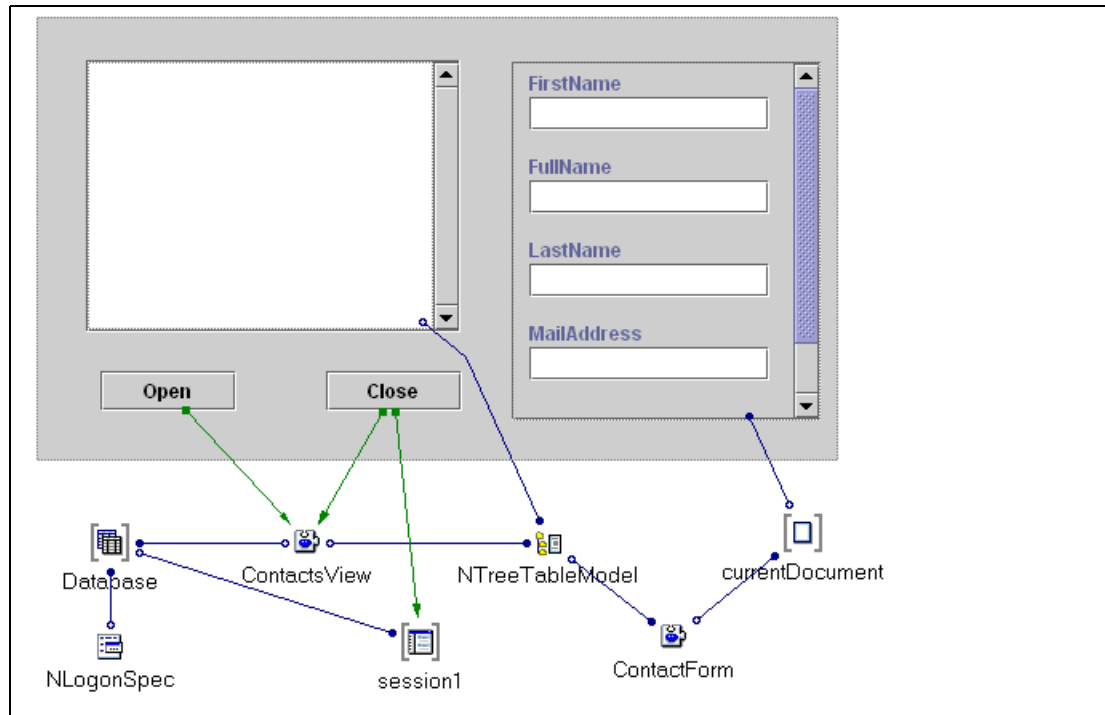 FirstName
FullName
LastName
MailAddress
Open
Close
Database
ContactsView
NTreeTableModel
currentDocument
NLogonSpec
session1
ContactForm